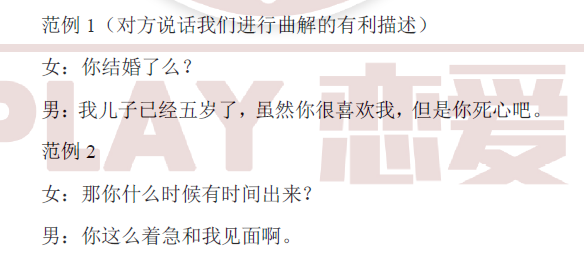 范例 1（对方说话我们进行曲解的有利描述）
女：你结婚了么？
男：我儿子已经五岁了，虽然你很喜欢我，但是你死心吧。
PLAY 恋爱
范例 2
女：那你什么时候有时间出来？
男：你这么着急和我见面啊。